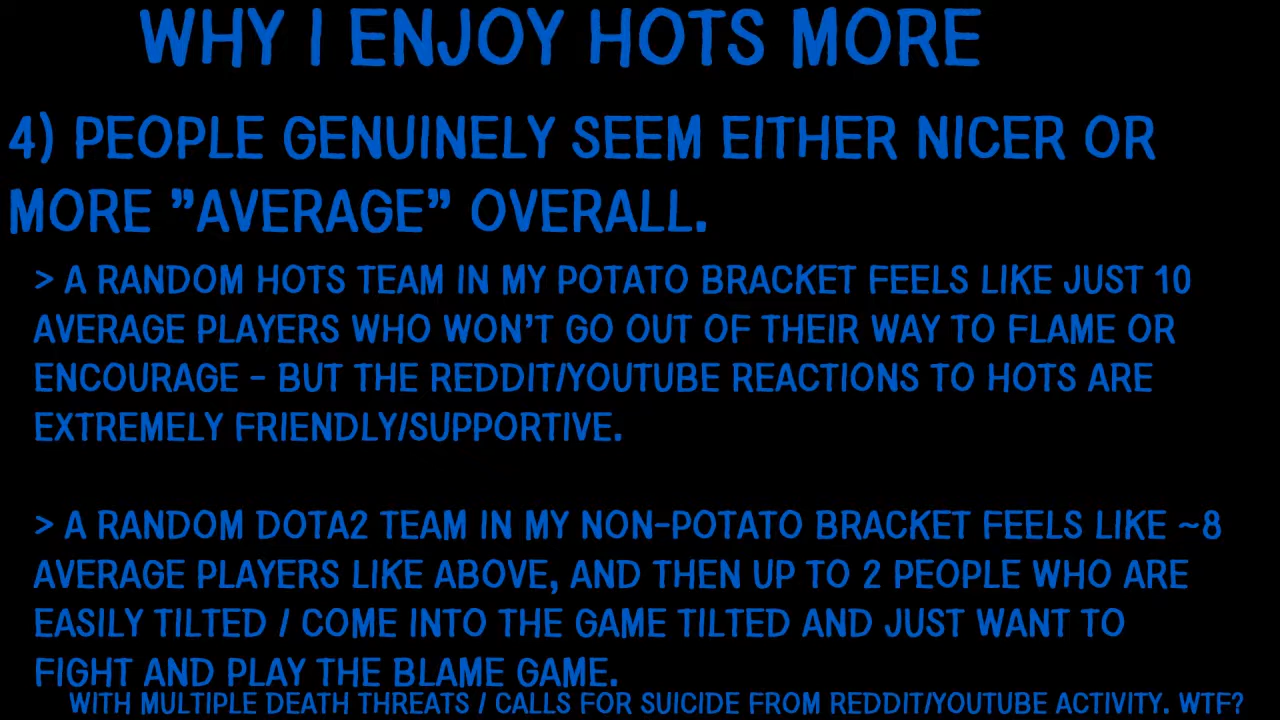 WHY I ENJOY HOTS MORE
4) PEOPLE GENUINELY SEEM EITHER NICER OR
MORE "AVERAGE" OVERALL.
> A RANDOM HOTS TEAM IN MY POTATO BRACKET FEELS LIKE JUST 10
AVERAGE PLAYERS WHO WON'T GO OUT OF THEIR WAY TO FLAME OR
ENCOURAGE - BUT THE REDDIT/YOUTUBE REACTIONS TO HOTS ARE
EXTREMELY FRIENDLY/SUPPORTIVE.
> A RANDOM DOTA2 TEAM IN MY NON-POTATO BRACKET FEELS LIKE ~8
AVERAGE PLAYERS LIKE ABOVE, AND THEN UP TO 2 PEOPLE WHO ARE
EASILY TILTED / COME INTO THE GAME TILTED AND JUST WANT TO
FIGHT AND PLAY THE BLAME GAME.
WITH MULTIPLE DEATH THREATS / CALLS FOR SUICIDE FROM REDDIT/YOUTUBE ACTIVITY. WTF?